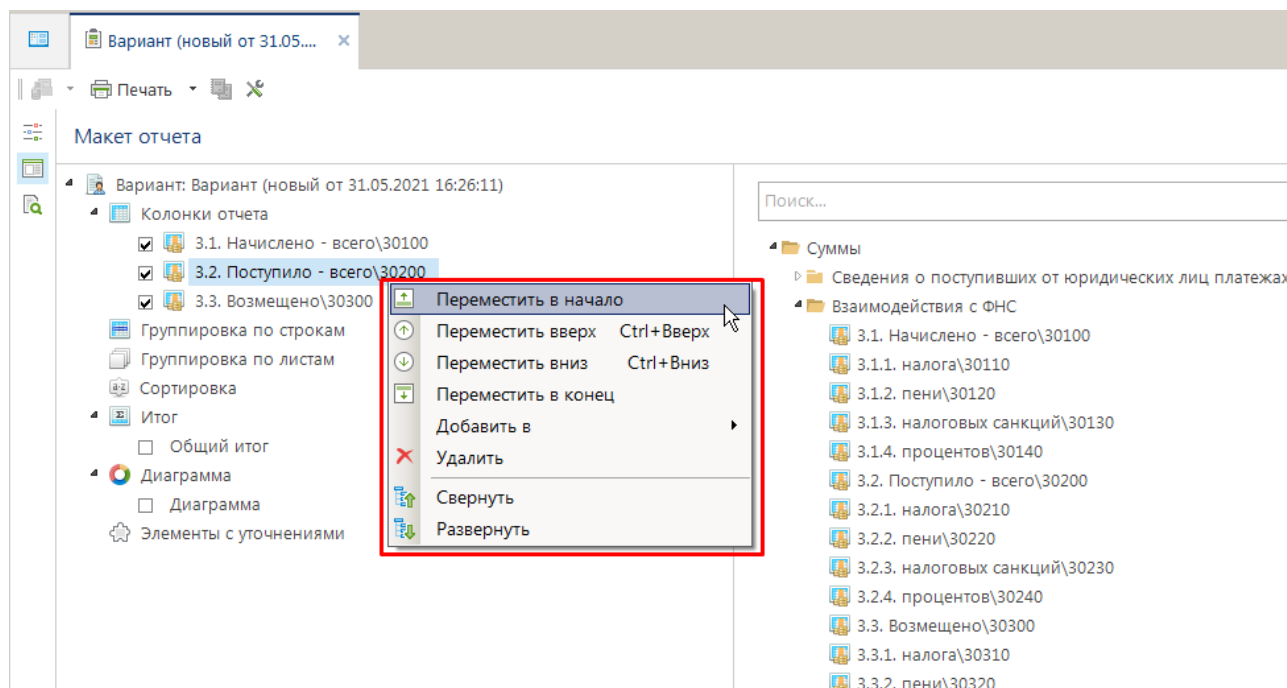 Вариант (новый от 31.05....
Печать
Макет отчета
Вариант: Вариант (новый от 31.05.2021 16:26:11)
Колонки отчета
3.1. Начислено - всего\30100
3.2. Поступило - всего\30200
3.3. Возмещено\30300
Группировка по строкам
Группировка по листам
Сортировка
Итог
Общий итог
Диаграмма
Диаграмма
Элементы с уточнениями
Переместить в начало
Переместить вверх Ctrl+Вверх
Переместить вниз Ctrl+Вниз
Переместить в конец
Добавить в
Удалить
Свернуть
Развернуть
Поиск...
Суммы
Сведения о поступивших от юридических лиц платежах
Взаимодействия с ФНС
3.1. Начислено - всего\30100
3.1.1. налога\30110
3.1.2. пени\30120
3.1.3. налоговых санкций\30130
3.1.4. процентов\30140
3.2. Поступило - всего\30200
3.2.1. налога\30210
3.2.2. пени\30220
3.2.3. налоговых санкций\30230
3.2.4. процентов\30240
3.3. Возмещено\30300
3.3.1. налога\30310
3.3.2. пени\30320